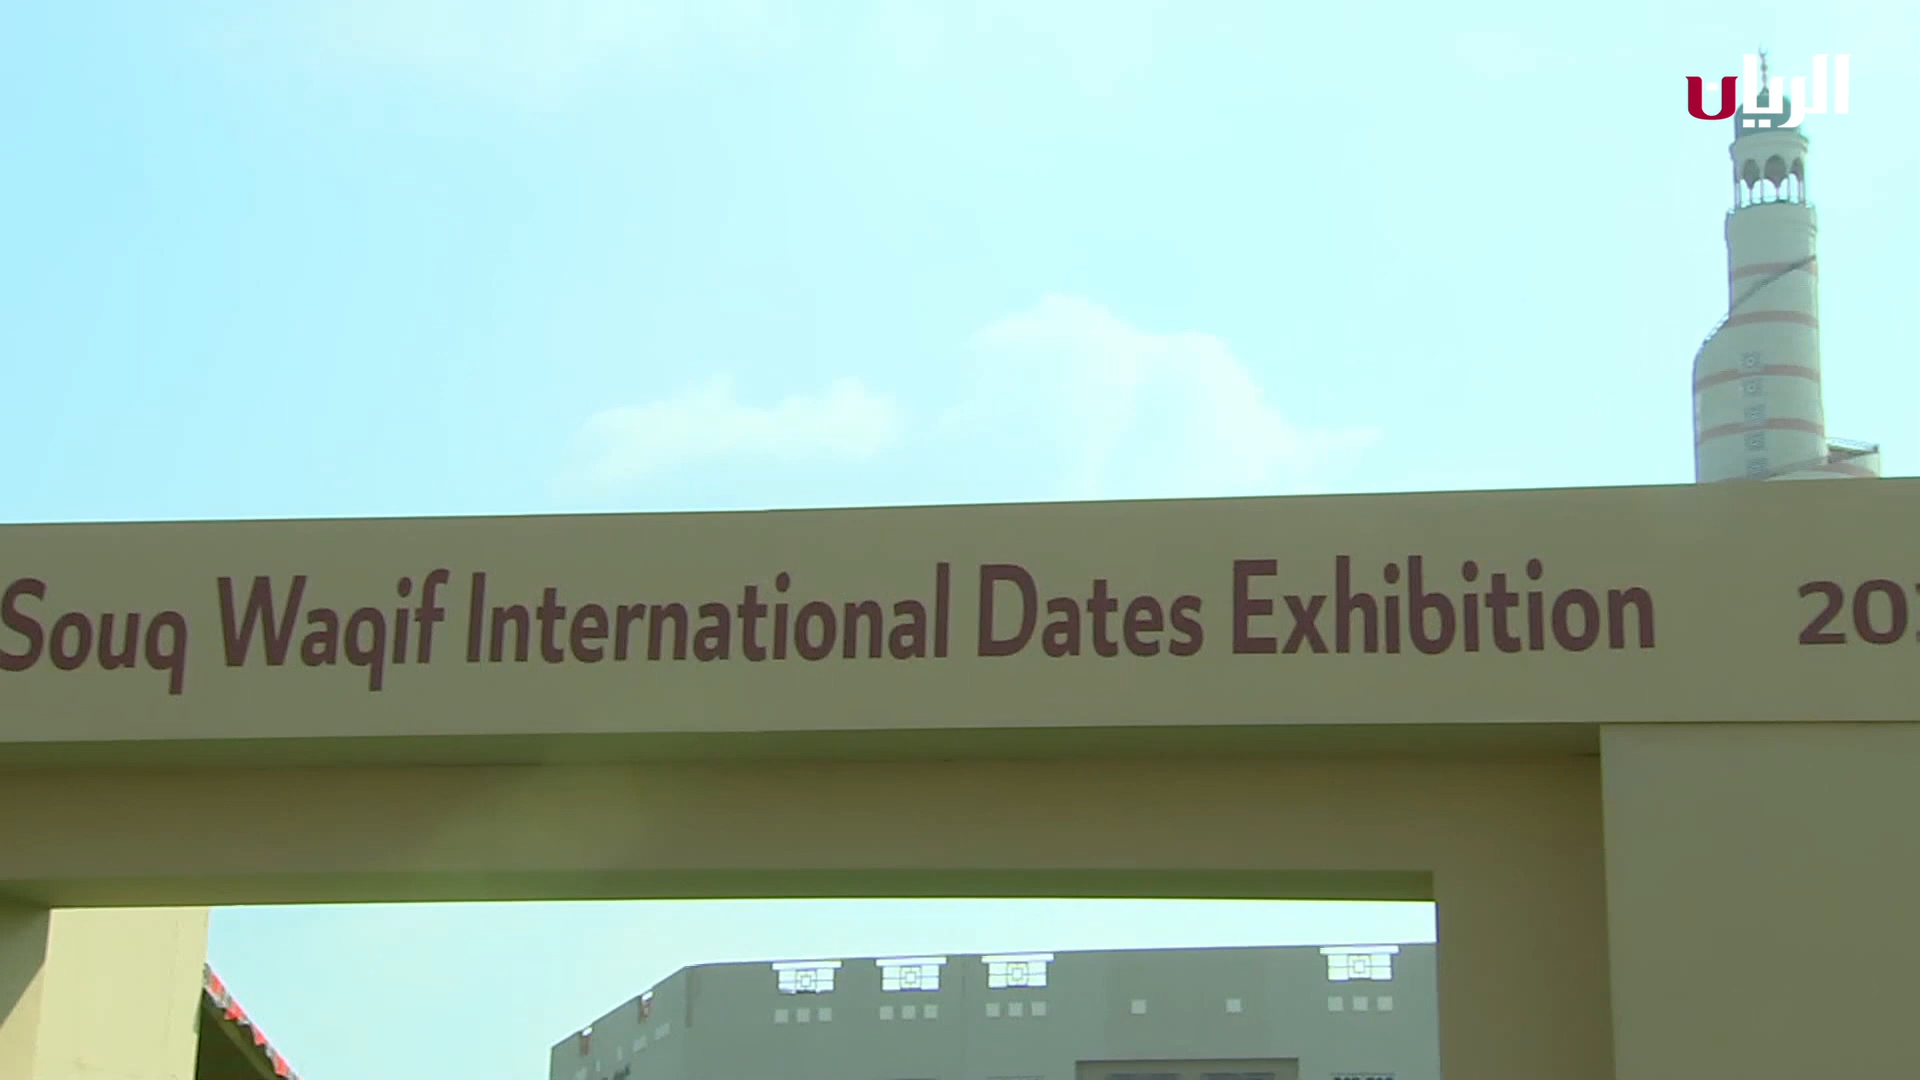 الريان
Souq Waqif International Dates Exhibition